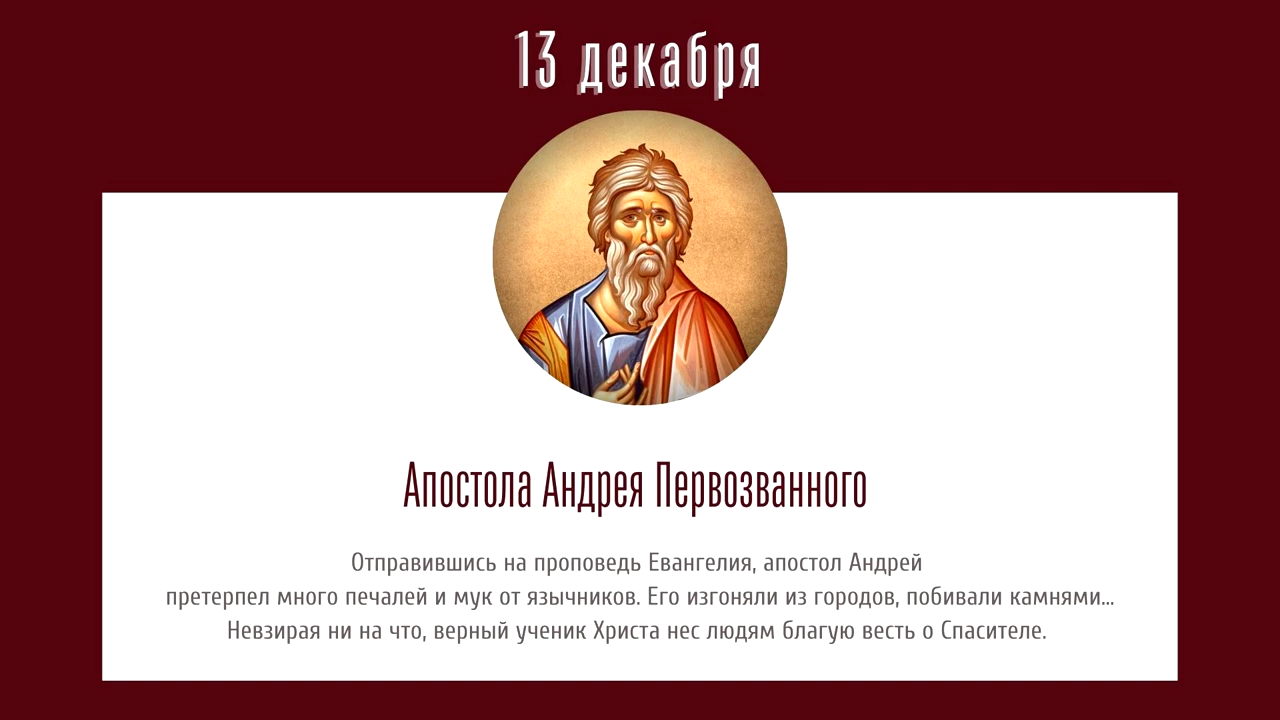 13 декабря
Апостола Андрея Первозванного
Отправившись на проповедь Евангелия, апостол Андрей
претерпел много печалей и мук от язычников. Его изгоняли из городов, побивали камнями...
Невзирая ни на что, верный ученик Христа нес людям благую весть о Спасителе.